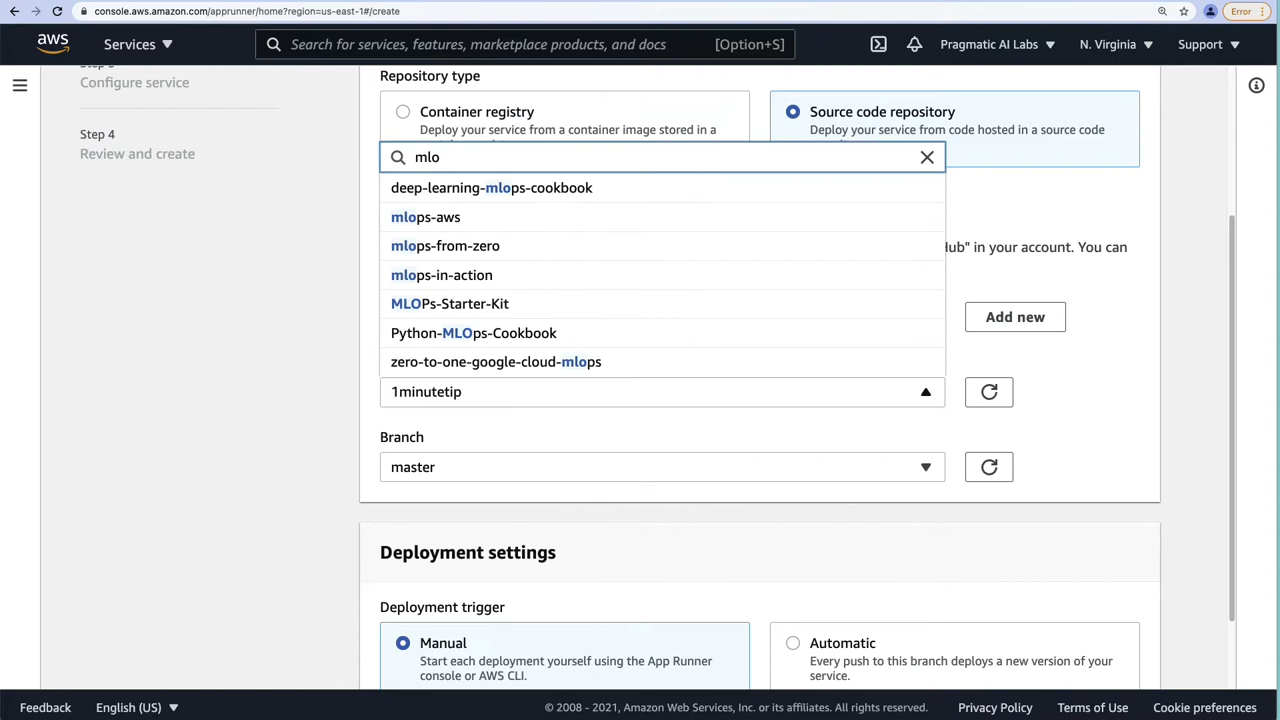 console.aws.amazon.com/apprunner/home?region=us-east-1#/create
Error
aws
Services
Search for services, features, marketplace products, and docs
[Option+S]
Pragmatic AI Labs
N. Virginia
Support
Configure service
Step 4
Review and create
Repository type
Container registry
Deploy your service from a container image stored in a
Source code repository
Deploy your service from code hosted in a source code
mlo
deep-learning-mlops-cookbook
mlops-aws
mlops-from-zero
mlops-in-action
MLOPs-Starter-Kit
Python-MLOps-Cookbook
zero-to-one-google-cloud-mlops
Hub" in your account. You can
Add new
1minutetip
Branch
master
Deployment settings
Deployment trigger
Manual
Start each deployment yourself using the App Runner
console or AWS CLI.
Automatic
Every push to this branch deploys a new version of your
service.
Feedback
English (US)
© 2008 - 2021, Amazon Web Services, Inc. or its affiliates. All rights reserved.
Privacy Policy
Terms of Use
Cookie preferences